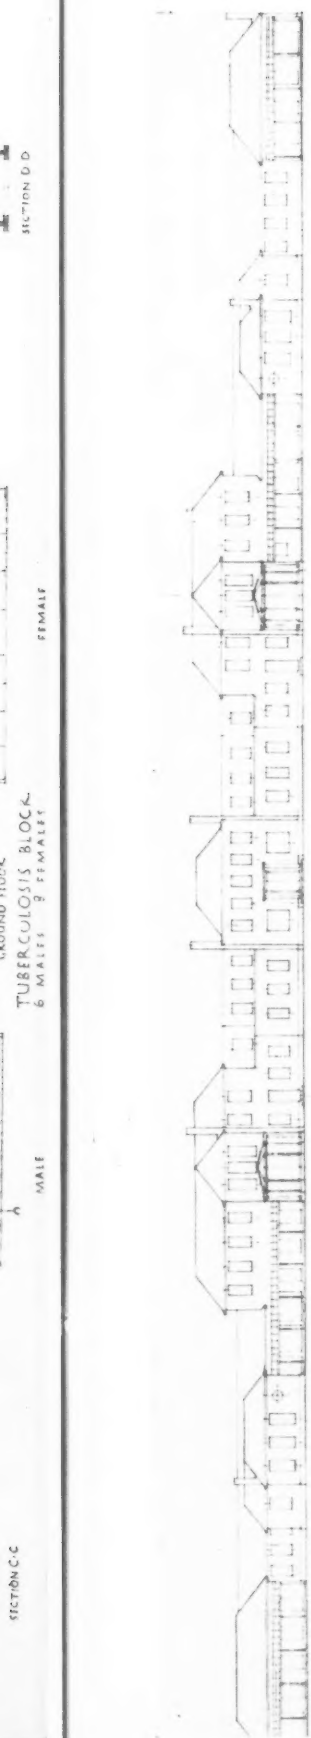 SECTION C·C
MALE
GROUND FLOOR
TUBERCULOSIS BLOCK
6 MALES 9 FEMALES
FEMALE
SECTION D D